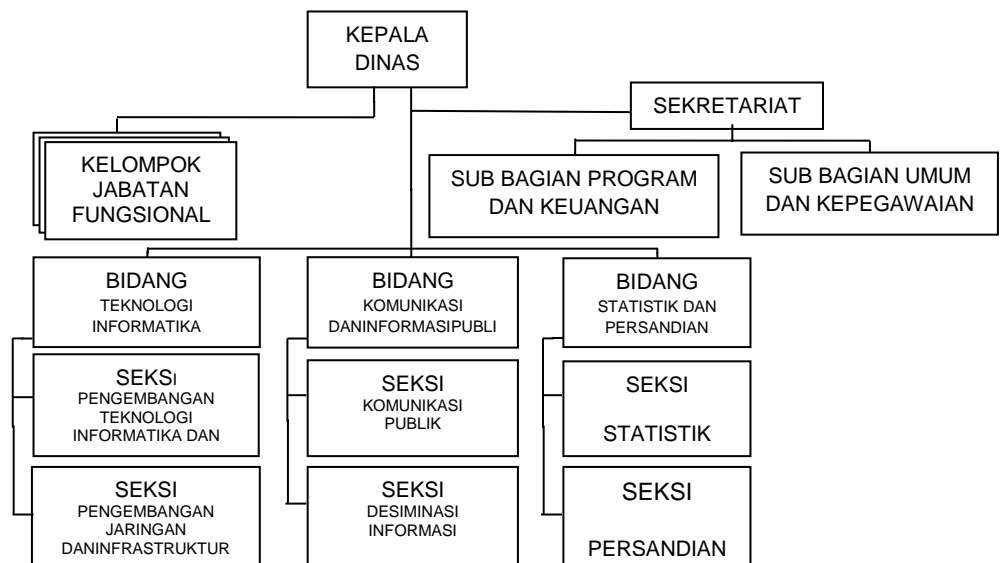 KEPALA
DINAS
SEKRETARIAT
KELOMPOK
JABATAN
FUNGSIONAL
SUB BAGIAN PROGRAM
DAN KEUANGAN
SUB BAGIAN UMUM
DAN KEPEGAWAIAN
BIDANG
TEKNOLOGI
INFORMATIKA
BIDANG
KOMUNIKASI
DANINFORMASIPUBLI
BIDANG
STATISTIK DAN
PERSANDIAN
SEKSI
PENGEMBANGAN
TEKNOLOGI
INFORMATIKA DAN
SEKSI
KOMUNIKASI
PUBLIK
SEKSI
STATISTIK
SEKSI
PENGEMBANGAN
JARINGAN
DANINFRASTRUKTUR
SEKSI
DESIMINASI
INFORMASI
SEKSI
PERSANDIAN